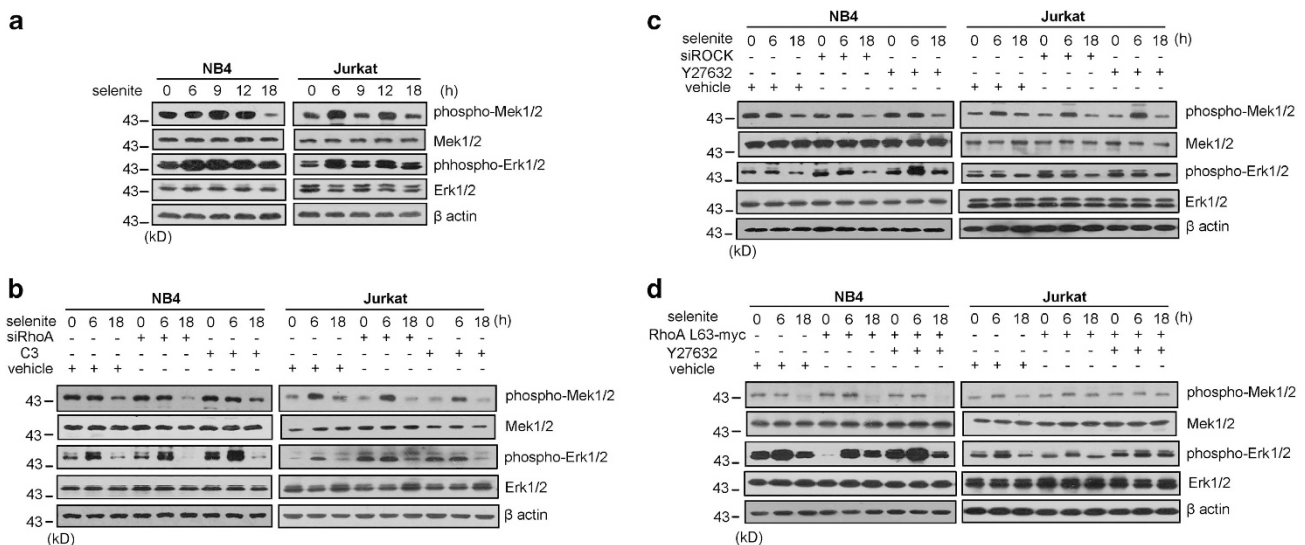 a
NB4 Jurkat
selenite 0 6 9 12 18 0 6 9 12 18 (h)
43 phospho-Mek1/2
43 Mek1/2
43 phhospho-Erk1/2
43 Erk1/2
43 β actin
(kD)
b
NB4 Jurkat
selenite 0 6 18 0 6 18 0 6 18 0 6 18 0 6 18 0 6 18 (h)
siRhoA - - - + + + - - - - - - + + + - - -
C3 - - - - - - + + + - - - - - - + + +
vehicle + + + - - - - - - + + + - - - - - -
43 phospho-Mek1/2
43 Mek1/2
43 phospho-Erk1/2
43 Erk1/2
43 β actin
(kD)
c
NB4 Jurkat
selenite 0 6 18 0 6 18 0 6 18 0 6 18 0 6 18 0 6 18 (h)
siROCK - - - + + + - - - - - - + + + - - -
Y27632 - - - - - - + + + - - - - - - + + +
vehicle + + + - - - - - - + + + - - - - - -
43 phospho-Mek1/2
43 Mek1/2
43 phospho-Erk1/2
43 Erk1/2
43 β actin
(kD)
d
NB4 Jurkat
selenite 0 6 18 0 6 18 0 6 18 0 6 18 0 6 18 0 6 18 (h)
RhoA L63-myc - - - + + + + + + - - - + + + + + +
Y27632 - - - - - - + + + - - - - - - + + +
vehicle + + + - - - - - - + + + - - - - - -
43 phospho-Mek1/2
43 Mek1/2
43 phospho-Erk1/2
43 Erk1/2
43 β actin
(kD)